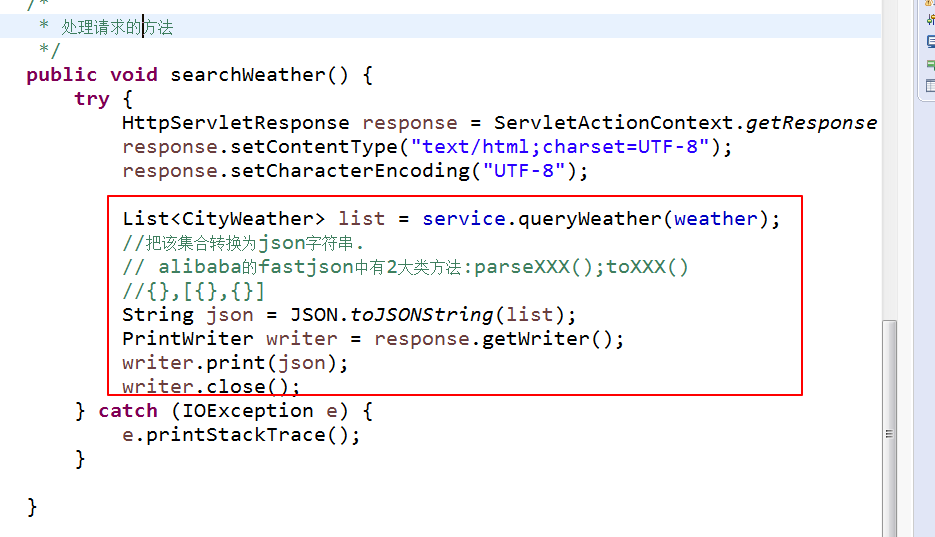 /*
* 处理请求的方法
*/
public void searchWeather() {
try {
HttpServletResponse response = ServletActionContext.getResponse
response.setContentType("text/html;charset=UTF-8");
response.setCharacterEncoding("UTF-8");
List<CityWeather> list = service.queryWeather(weather);
//把该集合转换为json字符串.
// alibaba的fastjson中有2大类方法:parseXXX();toXXX()
//{},[{},{}]
String json = JSON.toJSONString(list);
PrintWriter writer = response.getWriter();
writer.print(json);
writer.close();
} catch (IOException e) {
e.printStackTrace();
}
}